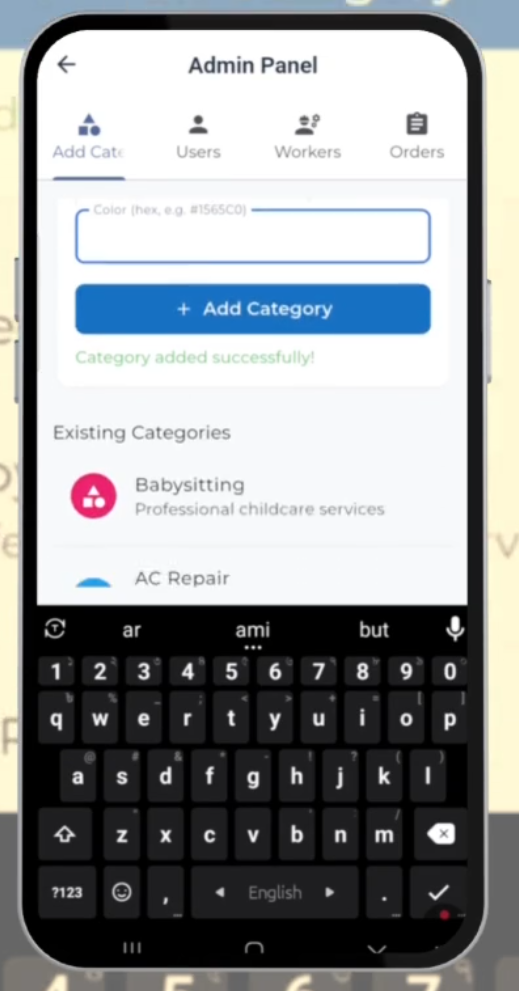 Admin Panel
Add Cate
Users
Workers
Orders
Color (hex, e.g. #1565C0)
+ Add Category
Category added successfully!
Existing Categories
Babysitting
Professional childcare services
AC Repair
ar ami but
1 2 3 4 5 6 7 8 9 0
q w e r t y u i o p
a s d f g h j k l
z x c v b n m
?123 , English .